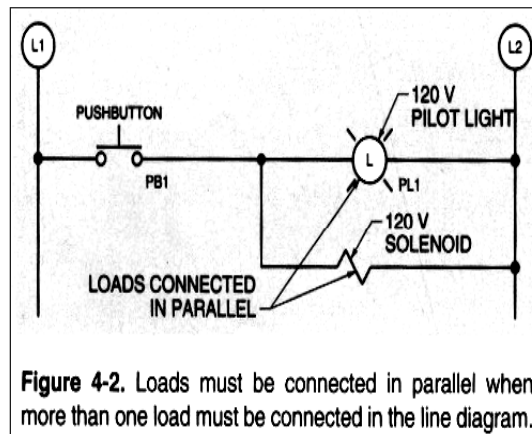 L1
L2
120 V
PILOT LIGHT
PUSHBUTTON
L
PB1
PL1
120 V
SOLENOID
LOADS CONNECTED
IN PARALLEL
Figure 4-2. Loads must be connected in parallel when
more than one load must be connected in the line diagram.